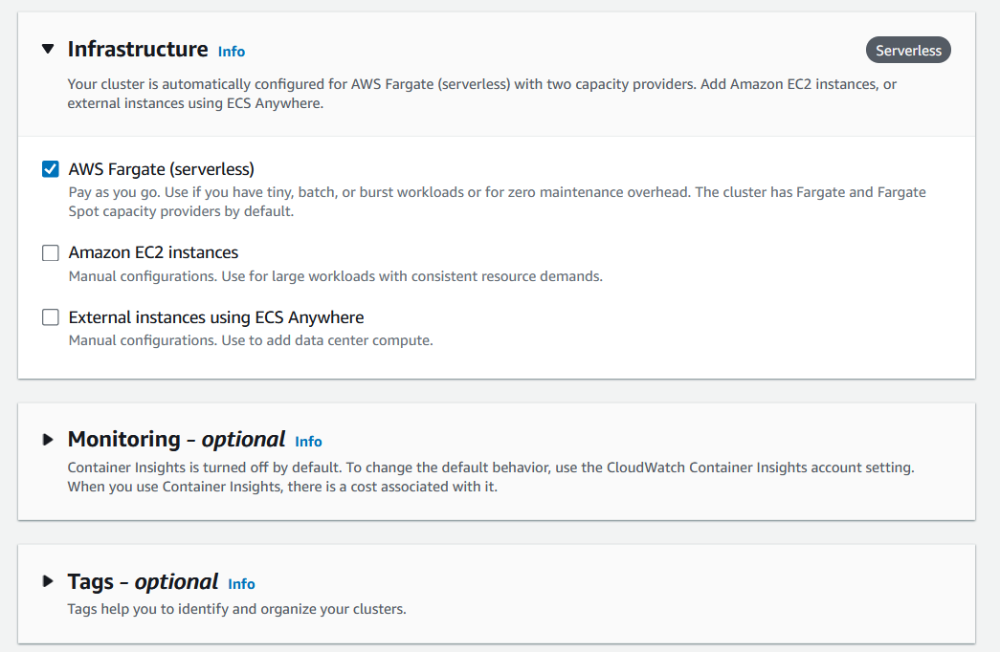 Infrastructure Info
Serverless
Your cluster is automatically configured for AWS Fargate (serverless) with two capacity providers. Add Amazon EC2 instances, or
external instances using ECS Anywhere.
AWS Fargate (serverless)
Pay as you go. Use if you have tiny, batch, or burst workloads or for zero maintenance overhead. The cluster has Fargate and Fargate
Spot capacity providers by default.
Amazon EC2 instances
Manual configurations. Use for large workloads with consistent resource demands.
External instances using ECS Anywhere
Manual configurations. Use to add data center compute.
Monitoring - optional Info
Container Insights is turned off by default. To change the default behavior, use the CloudWatch Container Insights account setting.
When you use Container Insights, there is a cost associated with it.
Tags - optional Info
Tags help you to identify and organize your clusters.